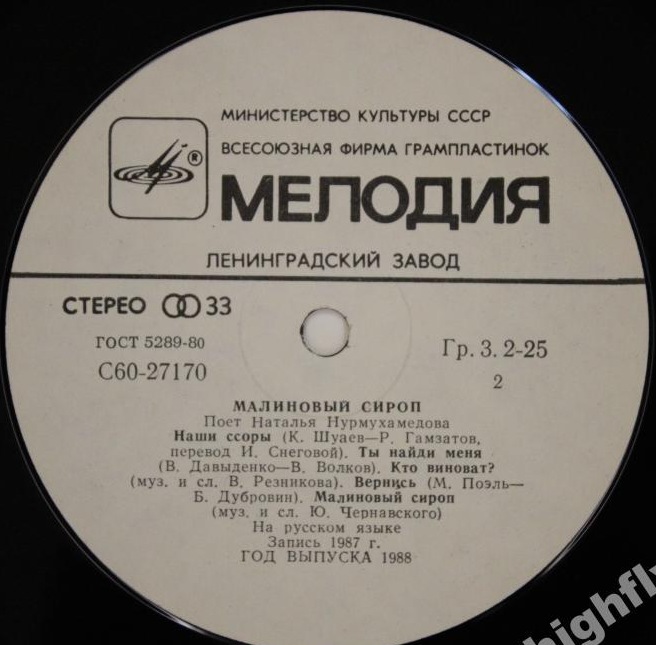 МИНИСТЕРСТВО КУЛЬТУРЫ СССР
ВСЕСОЮЗНАЯ ФИРМА ГРАМПЛАСТИНОК
®
МЕЛОДИЯ
ЛЕНИНГРАДСКИЙ ЗАВОД
СТЕРЕО 33
ГОСТ 5289-80
Гр. 3. 2-25
С60-27170
2
МАЛИНОВЫЙ СИРОП
Поет Наталья Нурмухамедова
Наши ссоры (К. Шуаев—Р. Гамзатов,
перевод И. Снеговой). Ты найди меня
(В. Давыденко—В. Волков). Кто виноват?
(муз. и сл. В. Резникова). Вернись (М. Поэль—
Б. Дубровин). Малиновый сироп
(муз. и сл. Ю. Чернавского)
На русском языке
Запись 1987 г.
ГОД ВЫПУСКА 1988